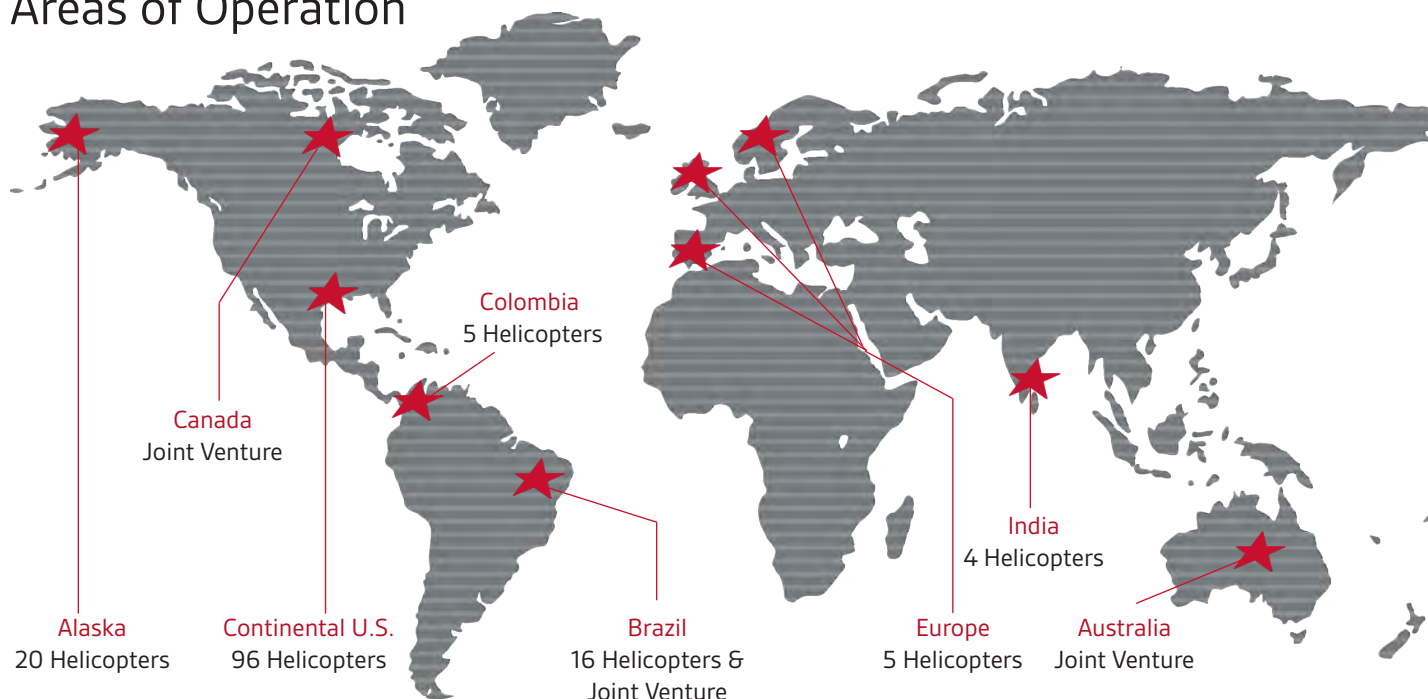 Areas of Operation
Colombia
5 Helicopters
Canada
Joint Venture
India
4 Helicopters
Alaska
20 Helicopters
Continental U.S.
96 Helicopters
Brazil
16 Helicopters &
Joint Venture
Europe
5 Helicopters
Australia
Joint Venture